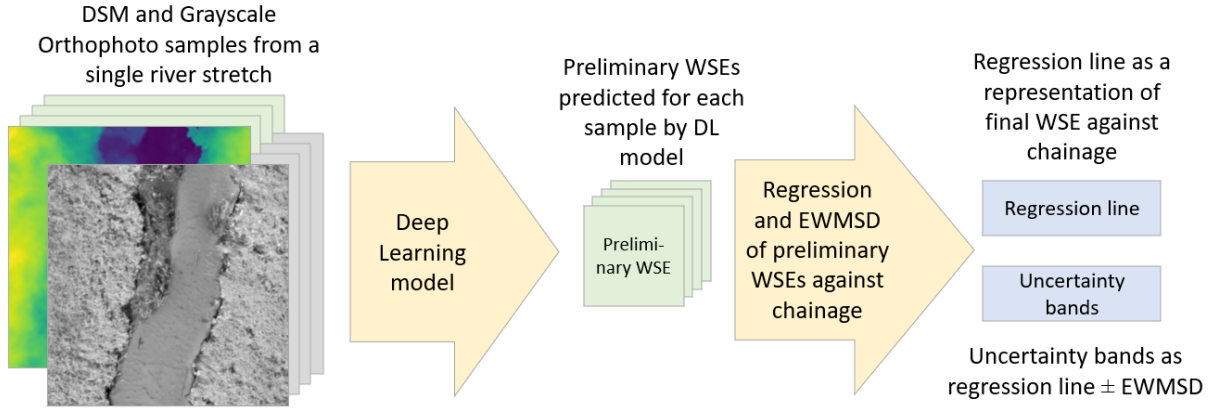 DSM and Grayscale
Orthophoto samples from a
single river stretch
Deep
Learning
model
Preliminary WSEs
predicted for each
sample by DL
model
Prelimi-
nary WSE
Regression
and EWMSD
of preliminary
WSEs against
chainage
Regression line as a
representation of
final WSE against
chainage
Regression line
Uncertainty
bands
Uncertainty bands as
regression line ± EWMSD